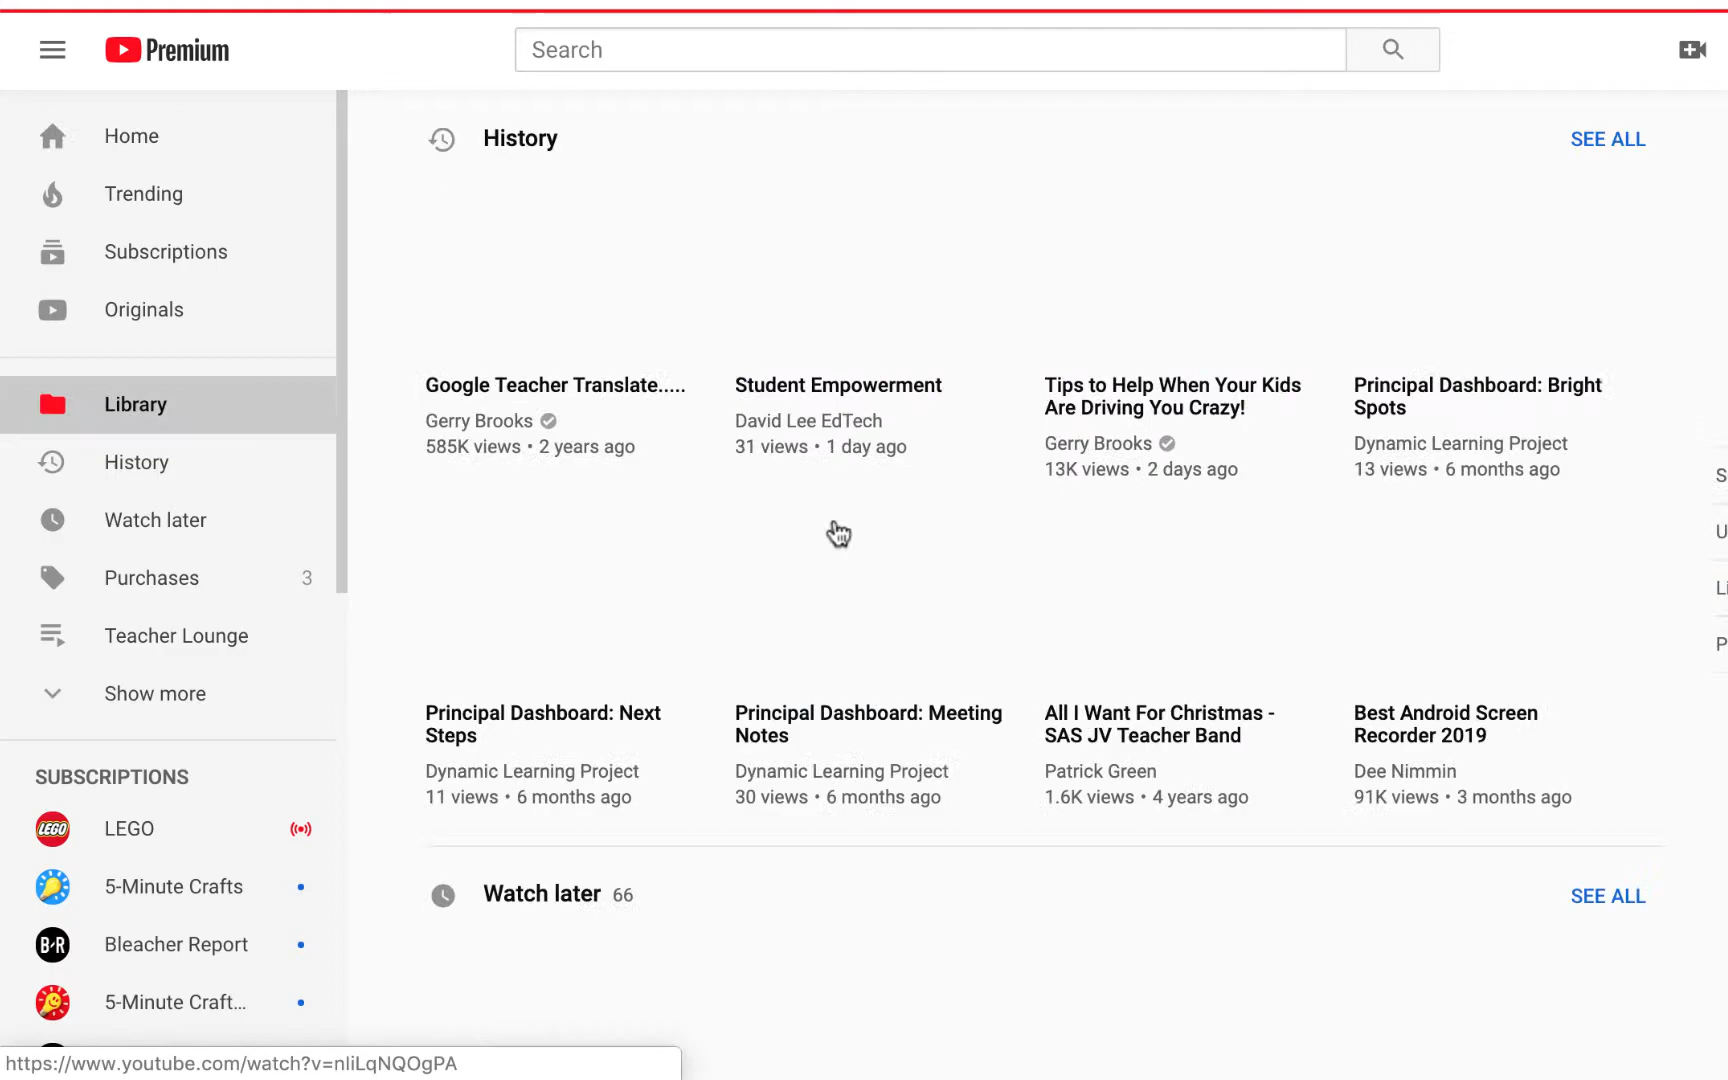 Premium
Search
Home
Trending
Subscriptions
Originals
Library
History
Watch later
Purchases 3
Teacher Lounge
Show more
SUBSCRIPTIONS
LEGO
LEGO
5-Minute Crafts
B·R
Bleacher Report
5-Minute Craft...
https://www.youtube.com/watch?v=nliLqNQOgPA
History
SEE ALL
Google Teacher Translate.....
Gerry Brooks
585K views • 2 years ago
Student Empowerment
David Lee EdTech
31 views • 1 day ago
Tips to Help When Your Kids
Are Driving You Crazy!
Gerry Brooks
13K views • 2 days ago
Principal Dashboard: Bright
Spots
Dynamic Learning Project
13 views • 6 months ago
Principal Dashboard: Next
Steps
Dynamic Learning Project
11 views • 6 months ago
Principal Dashboard: Meeting
Notes
Dynamic Learning Project
30 views • 6 months ago
All I Want For Christmas -
SAS JV Teacher Band
Patrick Green
1.6K views • 4 years ago
Best Android Screen
Recorder 2019
Dee Nimmin
91K views • 3 months ago
Watch later 66
SEE ALL